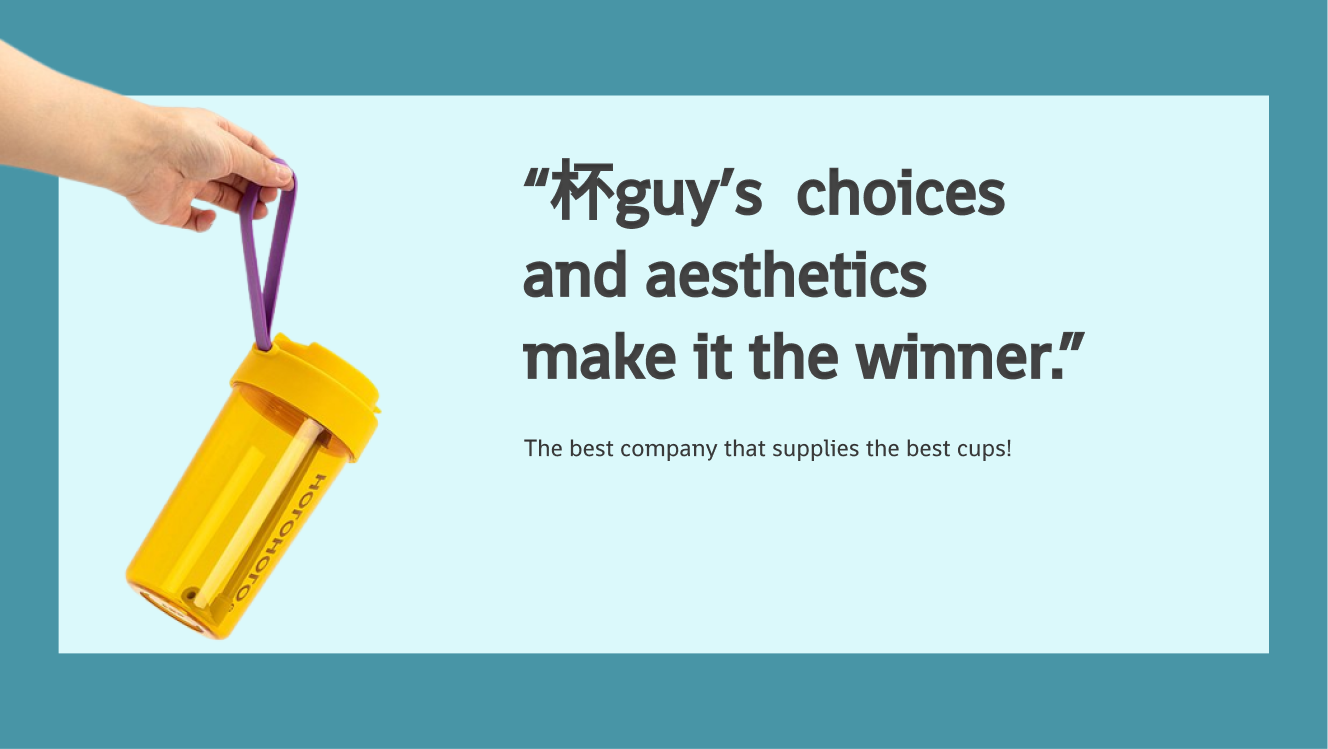 “杯guy’s  choices
and aesthetics
make it the winner.”
The best company that supplies the best cups!
HOLOHOLO